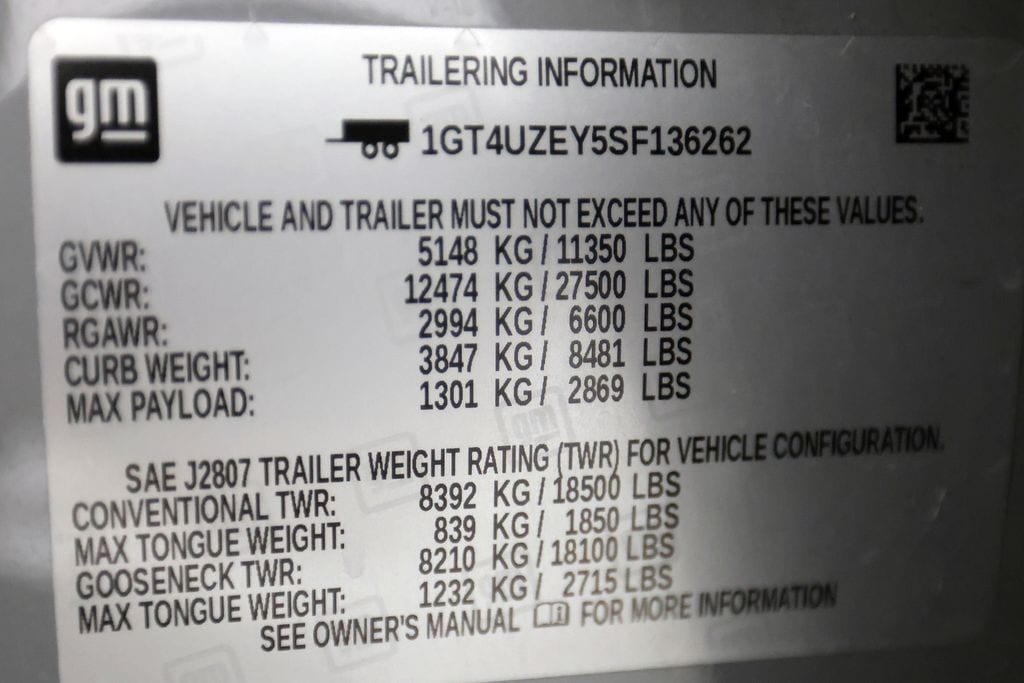 gm
TRAILERING INFORMATION
1GT4UZEY5SF136262
VEHICLE AND TRAILER MUST NOT EXCEED ANY OF THESE VALUES.
GVWR: 5148 KG / 11350 LBS
GCWR: 12474 KG / 27500 LBS
RGAWR: 2994 KG / 6600 LBS
CURB WEIGHT: 3847 KG / 8481 LBS
MAX PAYLOAD: 1301 KG / 2869 LBS
SAE J2807 TRAILER WEIGHT RATING (TWR) FOR VEHICLE CONFIGURATION.
CONVENTIONAL TWR: 8392 KG / 18500 LBS
MAX TONGUE WEIGHT: 839 KG / 1850 LBS
GOOSENECK TWR: 8210 KG / 18100 LBS
MAX TONGUE WEIGHT: 1232 KG / 2715 LBS
SEE OWNER'S MANUAL FOR MORE INFORMATION